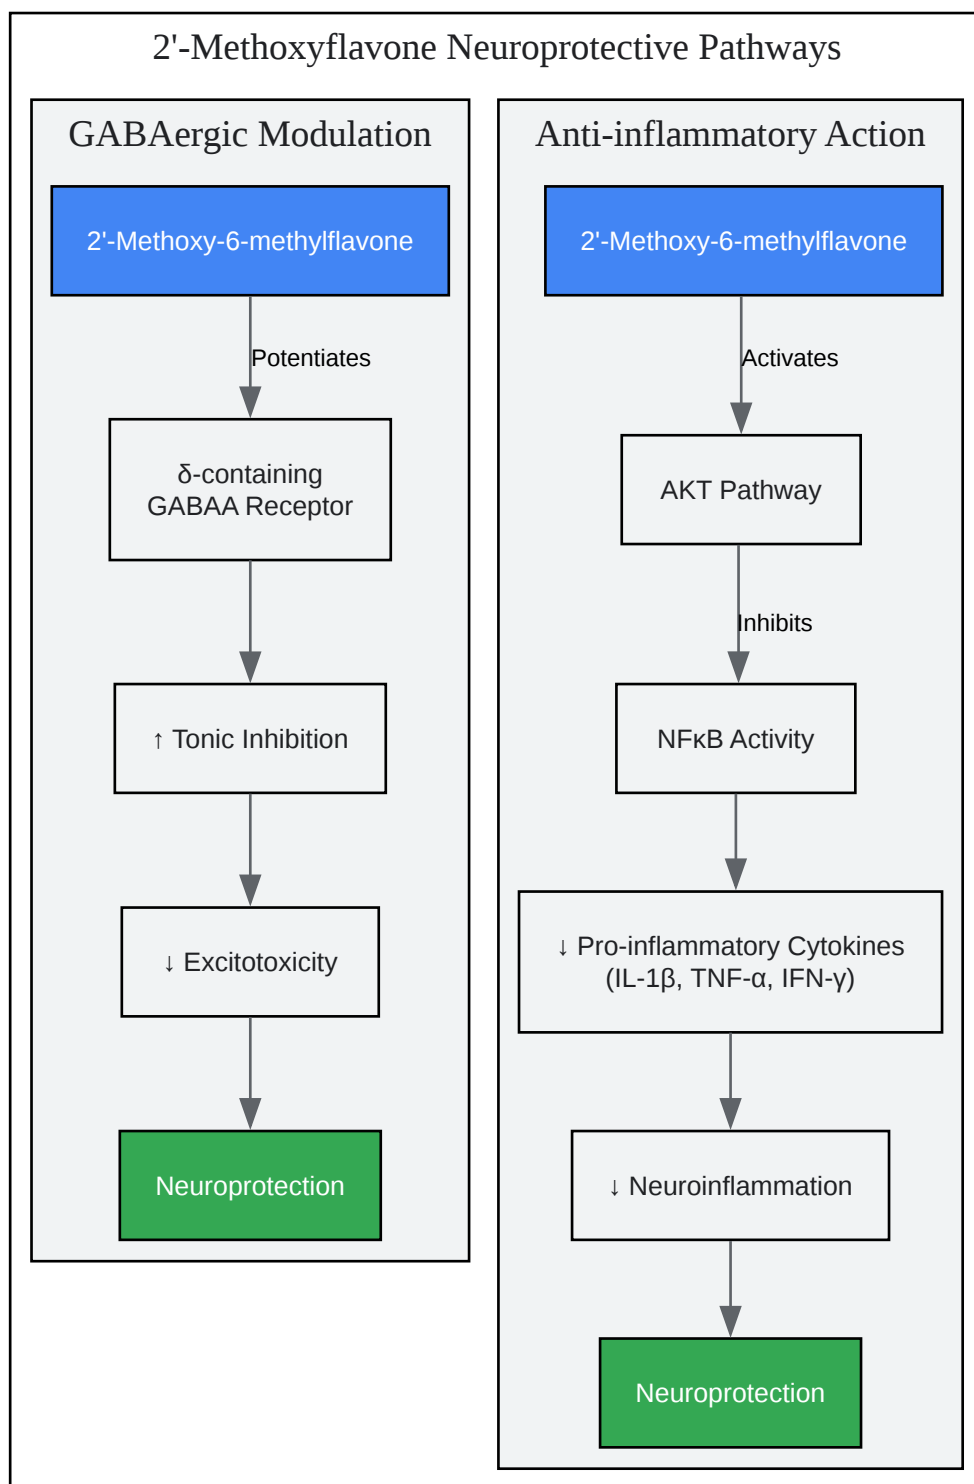 2'-Methoxyflavone Neuroprotective Pathways
GABAergic Modulation
2'-Methoxy-6-methylflavone
Potentiates
δ-containing
GABAA Receptor
↑ Tonic Inhibition
↓ Excitotoxicity
Neuroprotection
Anti-inflammatory Action
2'-Methoxy-6-methylflavone
Activates
AKT Pathway
Inhibits
NFκB Activity
↓ Pro-inflammatory Cytokines
(IL-1β, TNF-α, IFN-γ)
↓ Neuroinflammation
Neuroprotection